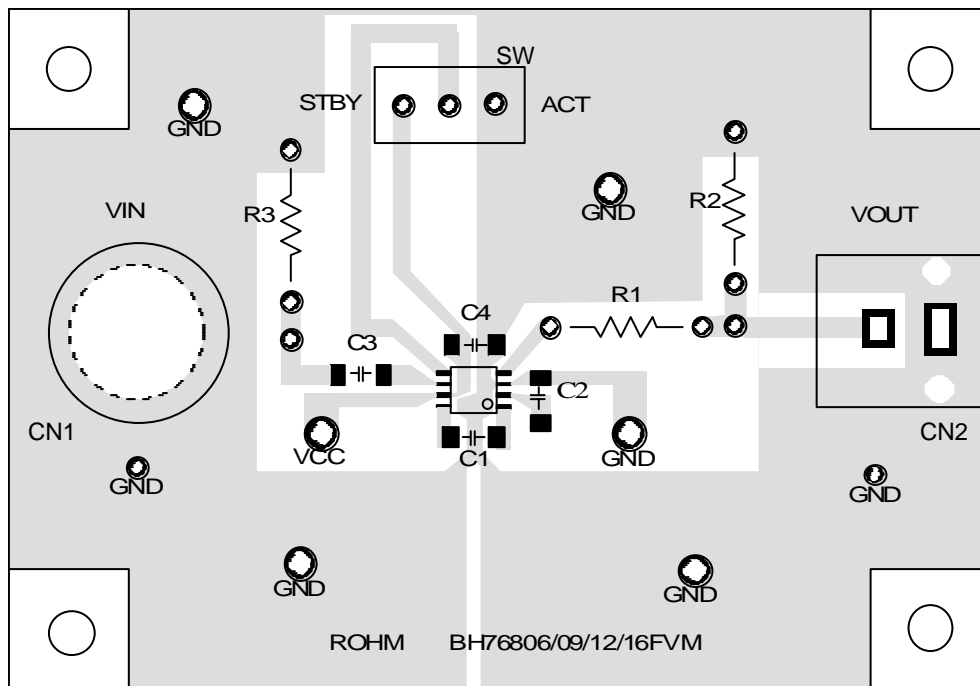 SW
STBY
ACT
GND
R3
VIN
GND
R2
VOUT
R1
C4
C3
C2
CN1
VCC
C1
GND
CN2
GND
GND
GND
GND
ROHM BH76806/09/12/16FVM